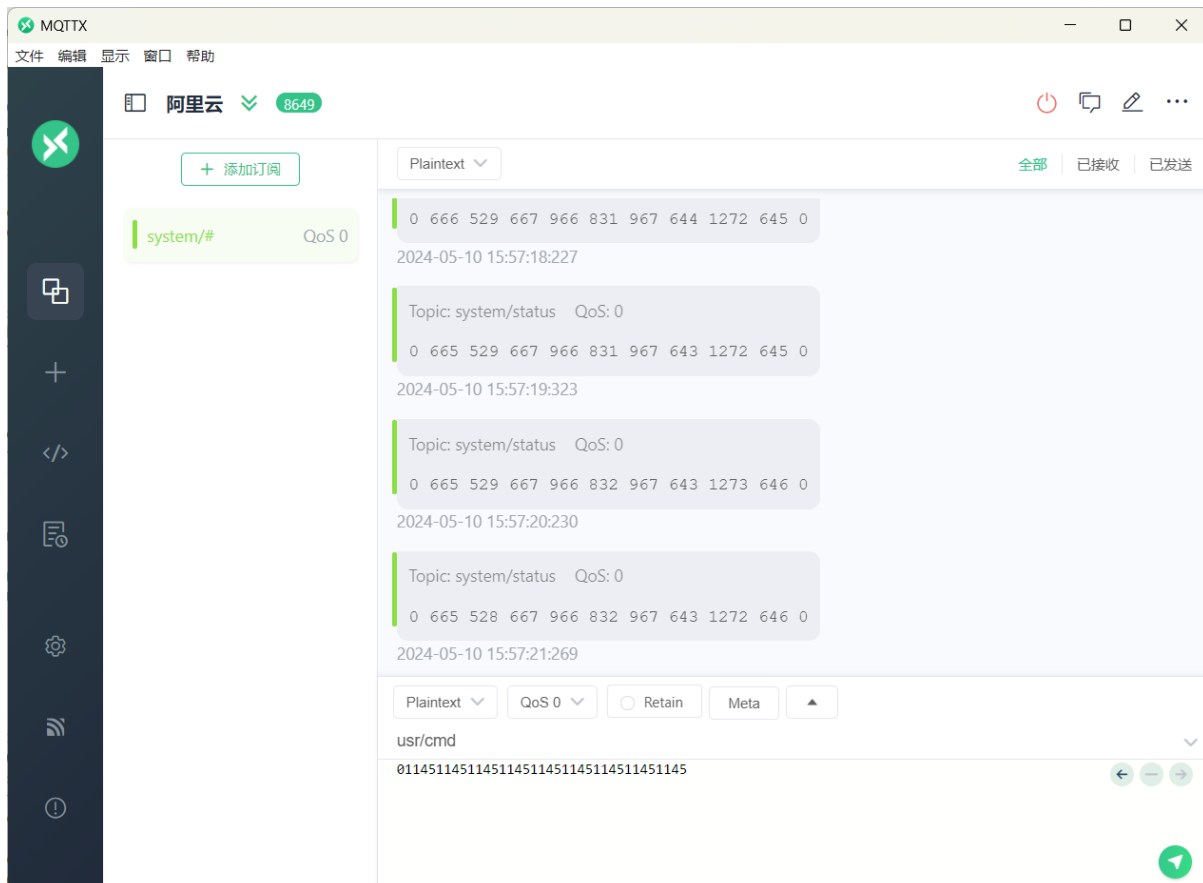 MQTTX
文件 编辑 显示 窗口 帮助
阿里云 8649
+ 添加订阅
Plaintext
全部 已接收 已发送
system/# QoS 0
0 666 529 667 966 831 967 644 1272 645 0
2024-05-10 15:57:18:227
Topic: system/status QoS: 0
0 665 529 667 966 831 967 643 1272 645 0
2024-05-10 15:57:19:323
Topic: system/status QoS: 0
0 665 529 667 966 832 967 643 1273 646 0
2024-05-10 15:57:20:230
Topic: system/status QoS: 0
0 665 528 667 966 832 967 643 1272 646 0
2024-05-10 15:57:21:269
Plaintext QoS 0 Retain Meta
usr/cmd
0114511451145114511451145114511451145